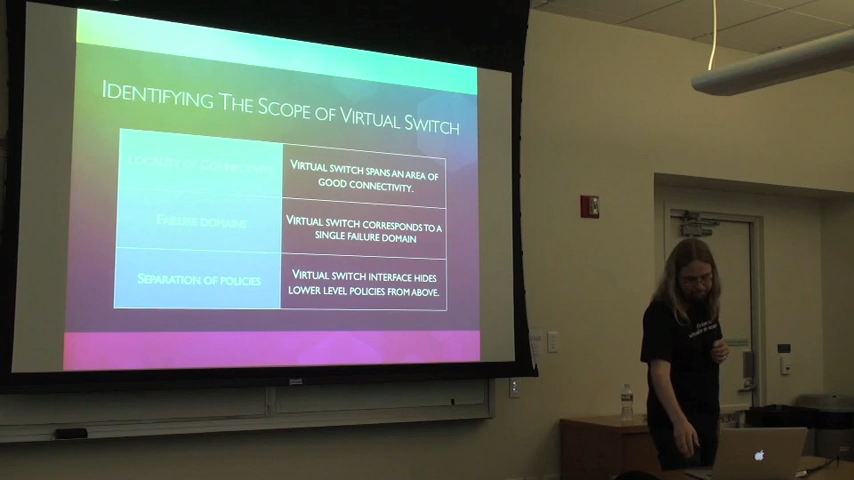 IDENTIFYING THE SCOPE OF VIRTUAL SWITCH
LOCALITY OF CONNECTIVITY
VIRTUAL SWITCH SPANS AN AREA OF
GOOD CONNECTIVITY.
FAILURE DOMAINS
VIRTUAL SWITCH CORRESPONDS TO A
SINGLE FAILURE DOMAIN
SEPARATION OF POLICIES
VIRTUAL SWITCH INTERFACE HIDES
LOWER LEVEL POLICIES FROM ABOVE.